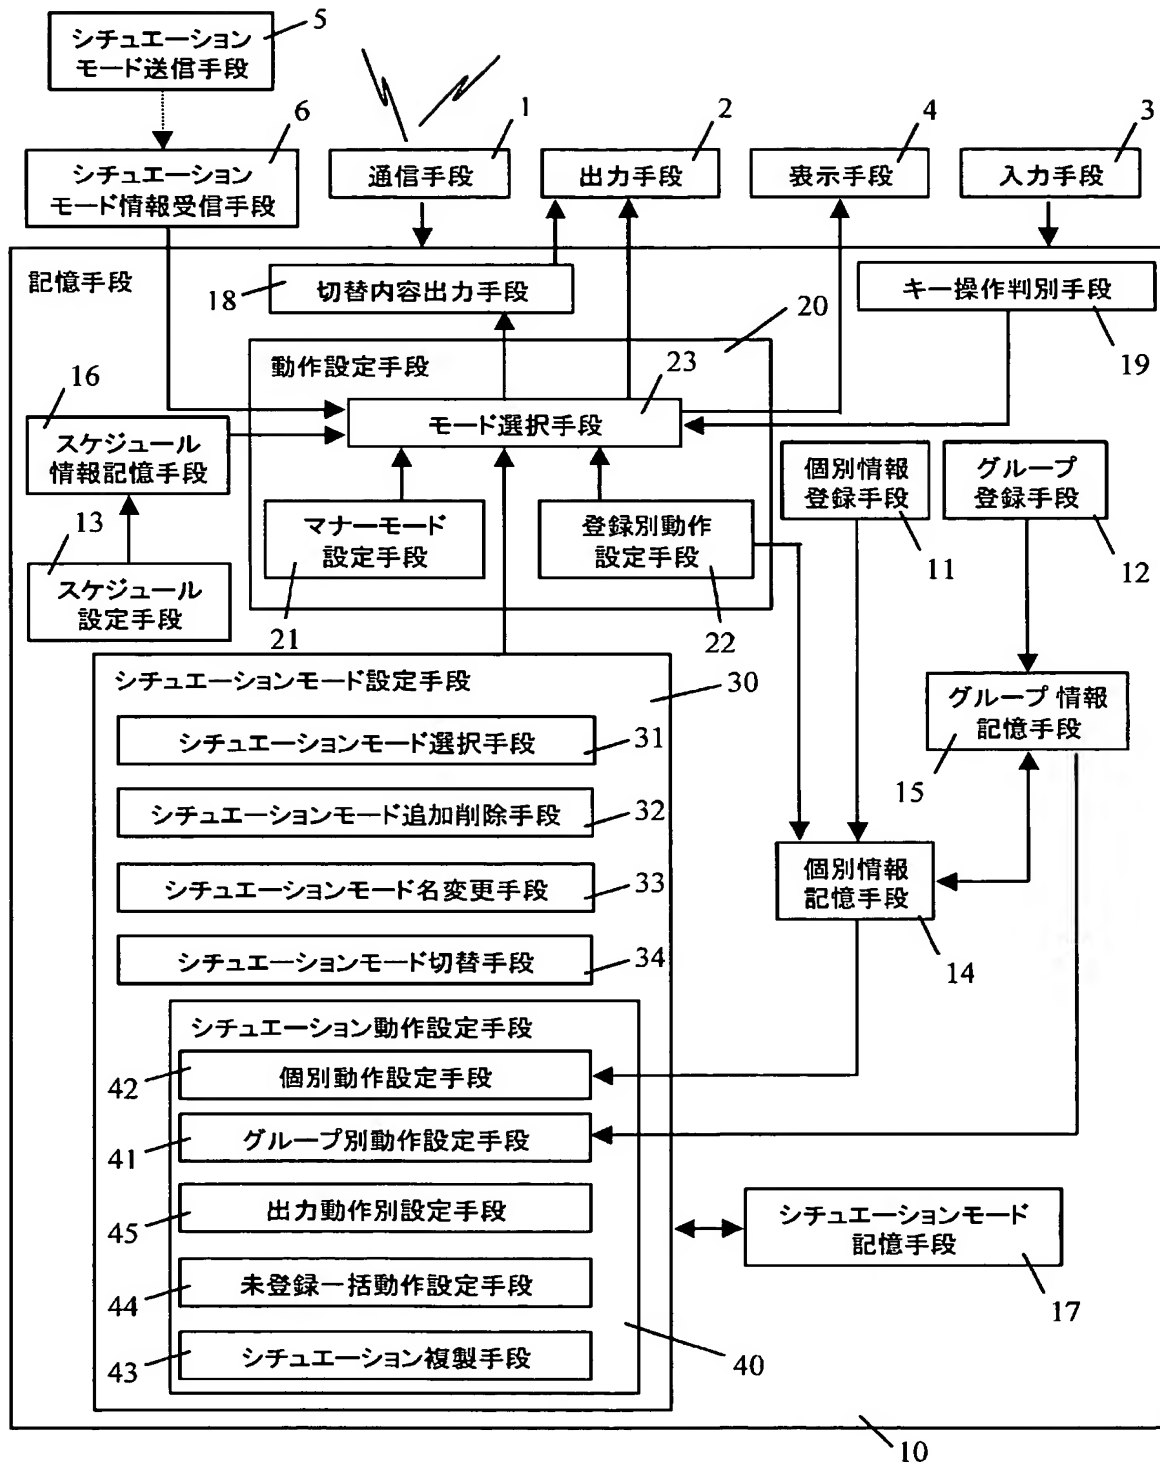 シチュエーション
モード送信手段
5
シチュエーション
モード情報受信手段
6
通信手段
1
出力手段
2
表示手段
4
入力手段
3
記憶手段
切替内容出力手段
18
キー操作判別手段
19
動作設定手段
20
モード選択手段
23
スケジュール
情報記憶手段
16
スケジュール
設定手段
13
マナーモード
設定手段
21
登録別動作
設定手段
22
個別情報
登録手段
11
グループ
登録手段
12
グループ 情報
記憶手段
15
個別情報
記憶手段
14
シチュエーションモード設定手段
30
シチュエーションモード選択手段
31
シチュエーションモード追加削除手段
32
シチュエーションモード名変更手段
33
シチュエーションモード切替手段
34
シチュエーション動作設定手段
個別動作設定手段
42
グループ別動作設定手段
41
出力動作別設定手段
45
未登録一括動作設定手段
44
シチュエーション複製手段
43
40
シチュエーションモード
記憶手段
17
10